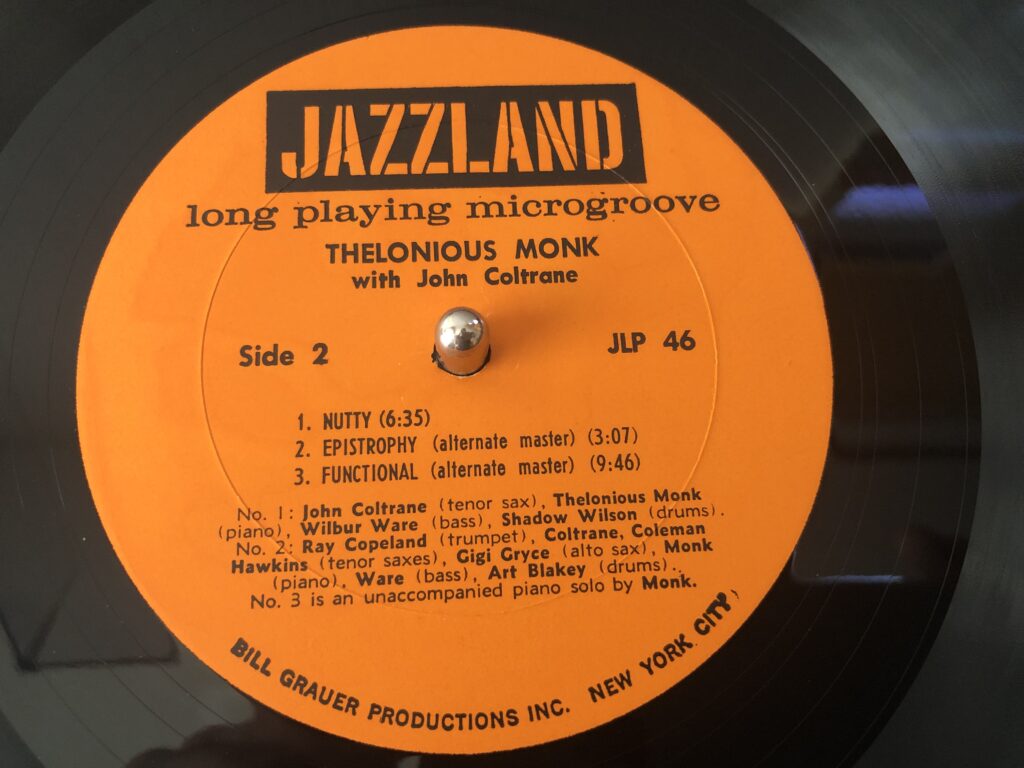 JAZZLAND
long playing microgroove
THELONIOUS MONK
with John Coltrane
Side 2
JLP 46
1. NUTTY (6:35)
2. EPISTROPHY (alternate master) (3:07)
3. FUNCTIONAL (alternate master) (9:46)
No. 1: John Coltrane (tenor sax), Thelonious Monk
(piano), Wilbur Ware (bass), Shadow Wilson (drums).
No. 2: Ray Copeland (trumpet), Coltrane, Coleman
Hawkins (tenor saxes), Gigi Gryce (alto sax), Monk
(piano), Ware (bass), Art Blakey (drums).
No. 3 is an unaccompanied piano solo by Monk.
BILL GRAUER PRODUCTIONS INC. NEW YORK CITY